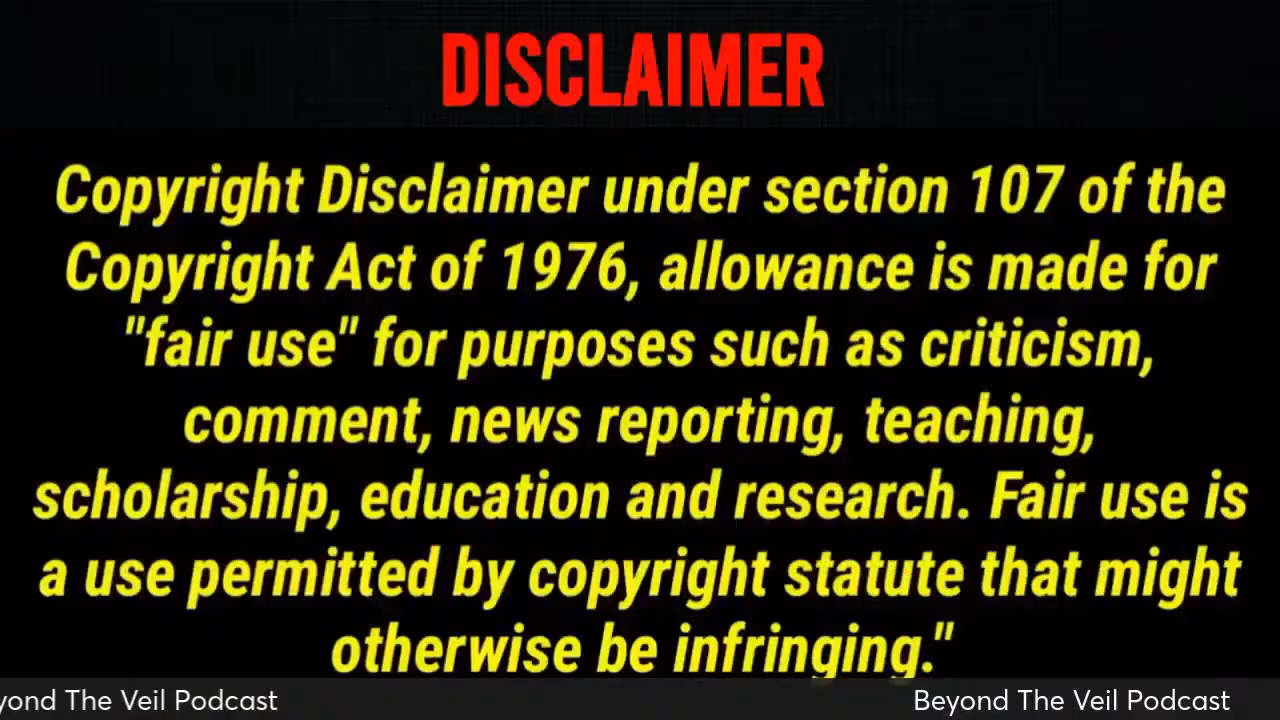 DISCLAIMER
Copyright Disclaimer under section 107 of the
Copyright Act of 1976, allowance is made for
"fair use" for purposes such as criticism,
comment, news reporting, teaching,
scholarship, education and research. Fair use is
a use permitted by copyright statute that might
otherwise be infringing."
yond The Veil Podcast
Beyond The Veil Podcast